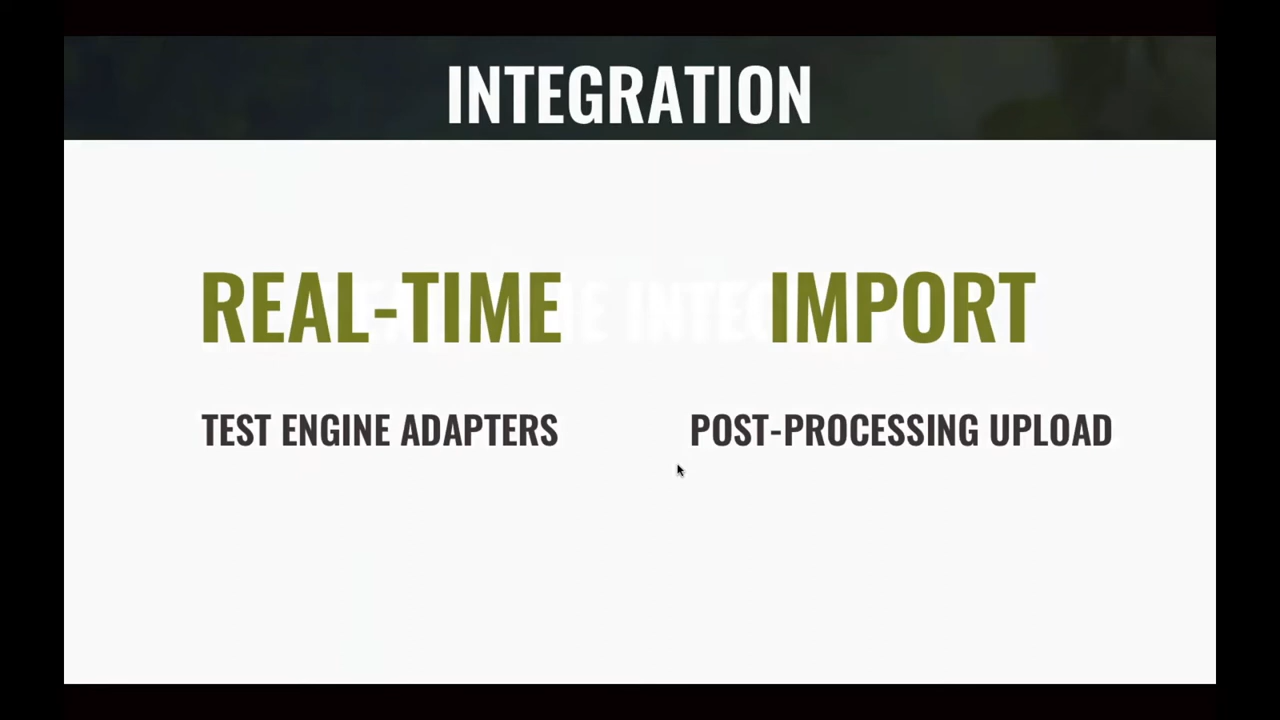 INTEGRATION
REAL-TIME
IMPORT
TEST ENGINE ADAPTERS
POST-PROCESSING UPLOAD